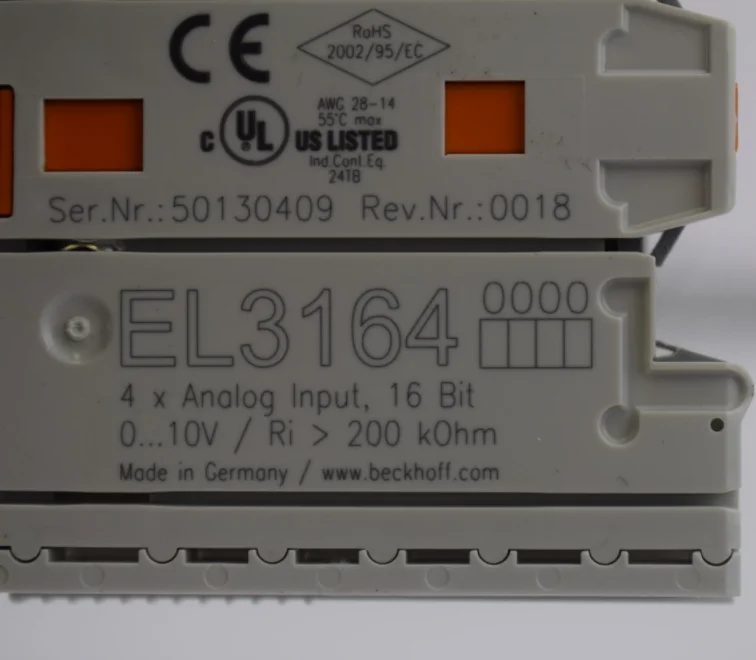 CE
RoHS
2002/95/EC
AWG 28-14
55°C max
C UL US LISTED
Ind.Cont.Eq.
24TB
Ser.Nr.:50130409 Rev.Nr.:0018
EL3164
0000
4 x Analog Input, 16 Bit
0...10V / Ri > 200 kOhm
Made in Germany / www.beckhoff.com